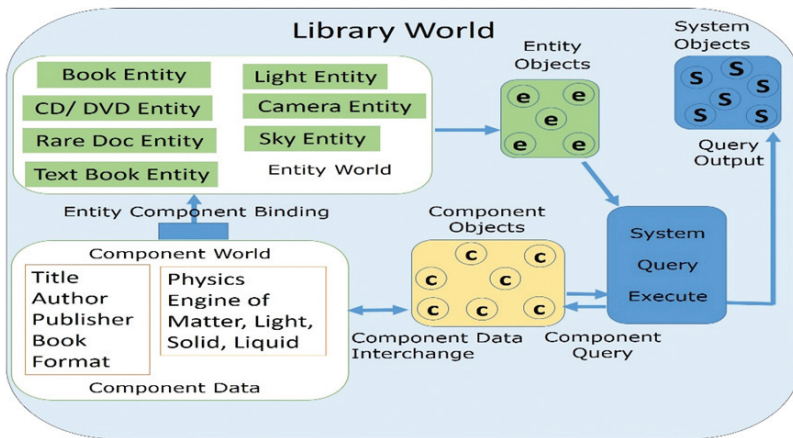 Library World
System
Objects
Entity
Objects
Book Entity
Light Entity
CD/ DVD Entity
Camera Entity
Rare Doc Entity
Sky Entity
Text Book Entity
Entity World
e
e
e
e
e
S
S
S
S
S
S
Query
Output
Entity Component Binding
Component World
Title
Author
Publisher
Book
Format
Physics
Engine of
Matter, Light,
Solid, Liquid
Component Data
Component
Objects
c
c
c
c
c
c
c
System
Query
Execute
Component Data
Interchange
Component
Query